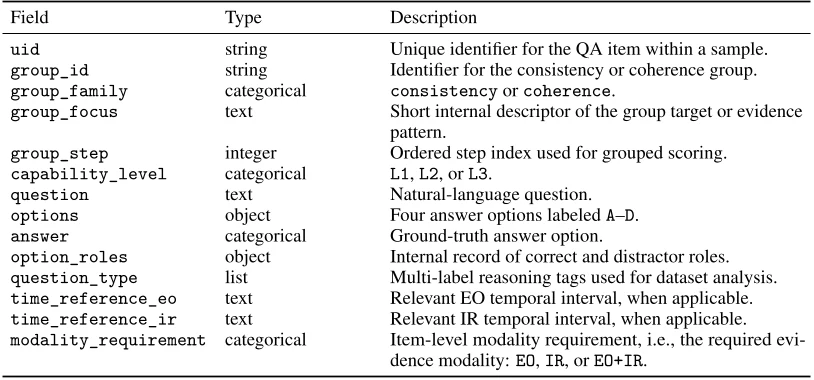 Field Type Description
uid string Unique identifier for the QA item within a sample.
group_id string Identifier for the consistency or coherence group.
group_family categorical consistency or coherence.
group_focus text Short internal descriptor of the group target or evidence
pattern.
group_step integer Ordered step index used for grouped scoring.
capability_level categorical L1, L2, or L3.
question text Natural-language question.
options object Four answer options labeled A–D.
answer categorical Ground-truth answer option.
option_roles object Internal record of correct and distractor roles.
question_type list Multi-label reasoning tags used for dataset analysis.
time_reference_eo text Relevant EO temporal interval, when applicable.
time_reference_ir text Relevant IR temporal interval, when applicable.
modality_requirement categorical Item-level modality requirement, i.e., the required evi-
dence modality: EO, IR, or EO+IR.